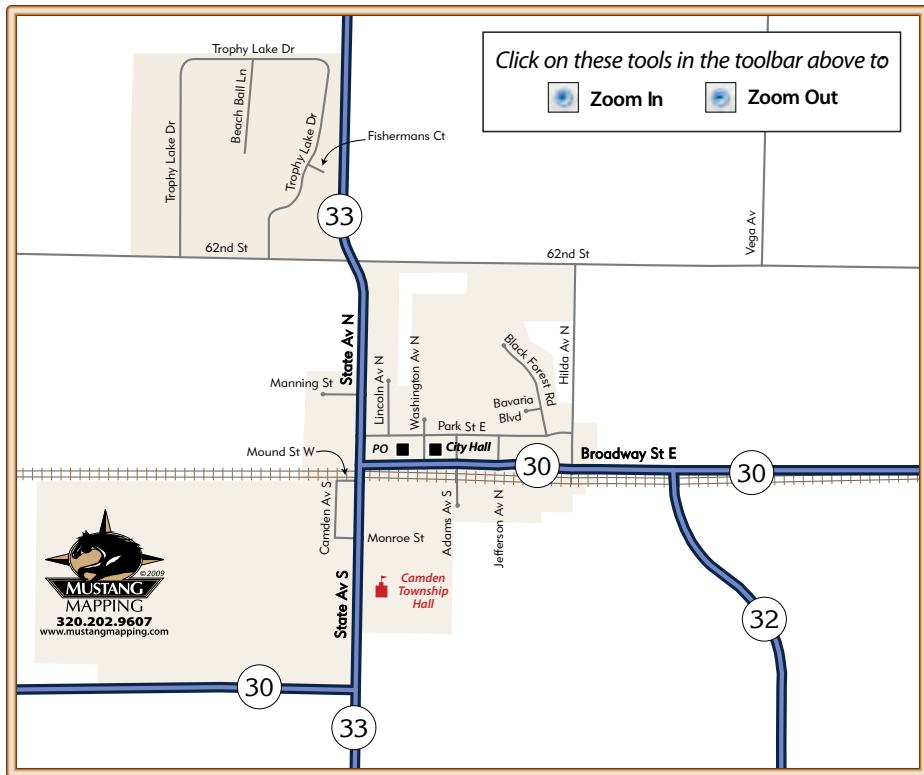 Click on these tools in the toolbar above to
Zoom In
Zoom Out
Trophy Lake Dr
Beach Ball Ln
Trophy Lake Dr
Trophy Lake Dr
Fishermans Ct
33
Vega Av
62nd St
62nd St
State Av N
Manning St
Lincoln Av N
Washington Av N
Black Forest Rd
Hilda Av N
Bavaria
Blvd
Park St E
PO
City Hall
Mound St W
Broadway St E
30
30
Camden Av S
Monroe St
Adams Av S
Jefferson Av N
State Av S
Camden
Township
Hall
©2009
MUSTANG
MAPPING
320.202.9607
www.mustangmapping.com
32
30
33